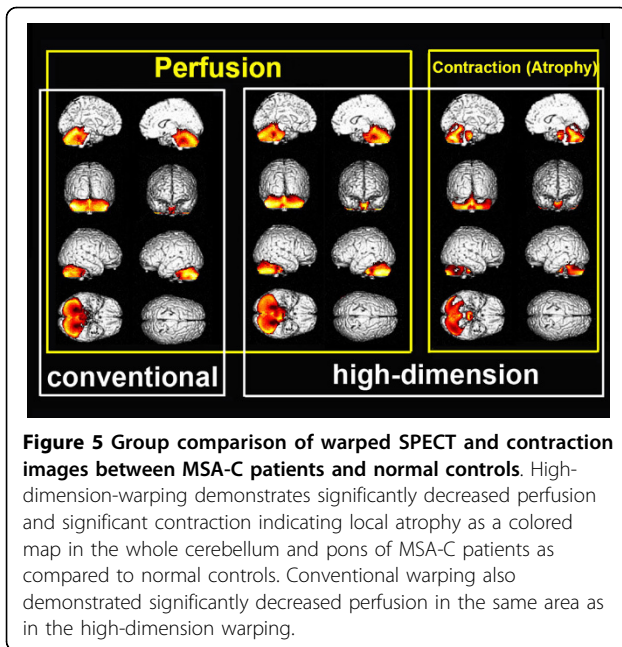 Perfusion
Contraction (Atrophy)
conventional
high-dimension
Figure 5 Group comparison of warped SPECT and contraction
images between MSA-C patients and normal controls. High-
dimension-warping demonstrates significantly decreased perfusion
and significant contraction indicating local atrophy as a colored
map in the whole cerebellum and pons of MSA-C patients as
compared to normal controls. Conventional warping also
demonstrated significantly decreased perfusion in the same area as
in the high-dimension warping.